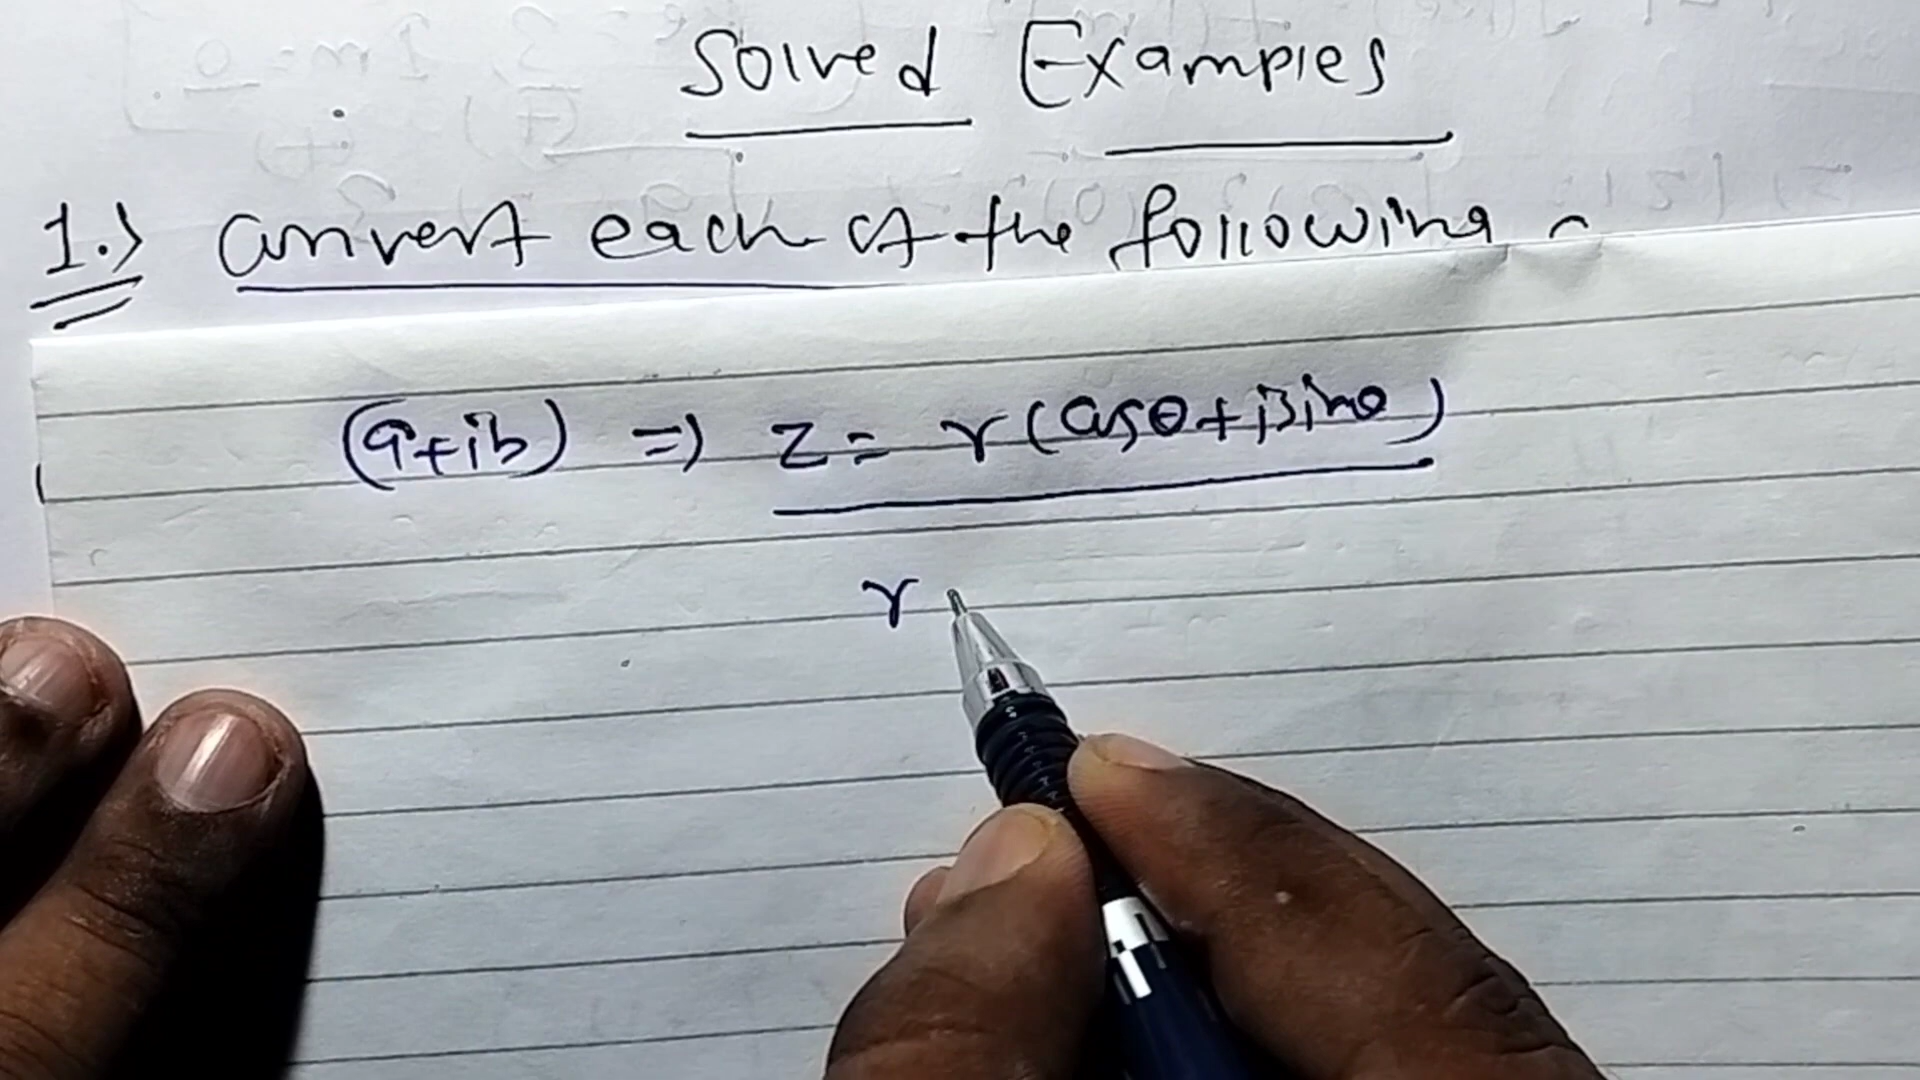 Solved Examples
1.) convert each of the following
(a+ib) => z = r(cosθ+isinθ)
r